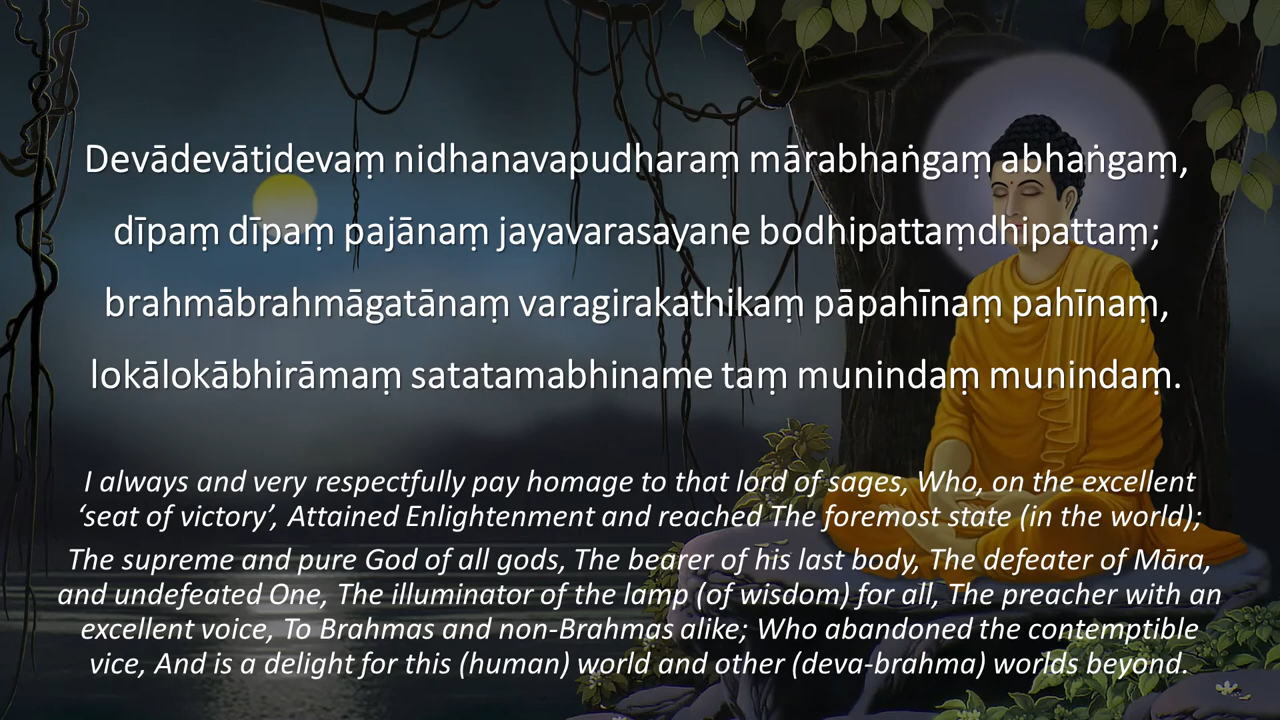 Devādevātidevaṃ nidhanavapudharaṃ mārabhaṅgaṃ abhaṅgaṃ,
dīpaṃ dīpaṃ pajānaṃ jayavarasayane bodhipattaṃdhipattaṃ;
brahmābrahmāgatānaṃ varagirakathikaṃ pāpahīnaṃ pahīnaṃ,
lokālokābhirāmaṃ satatamabhiname taṃ munindaṃ munindaṃ.
I always and very respectfully pay homage to that lord of sages, Who, on the excellent
‘seat of victory’, Attained Enlightenment and reached The foremost state (in the world);
The supreme and pure God of all gods, The bearer of his last body, The defeater of Māra,
and undefeated One, The illuminator of the lamp (of wisdom) for all, The preacher with an
excellent voice, To Brahmas and non-Brahmas alike; Who abandoned the contemptible
vice, And is a delight for this (human) world and other (deva-brahma) worlds beyond.